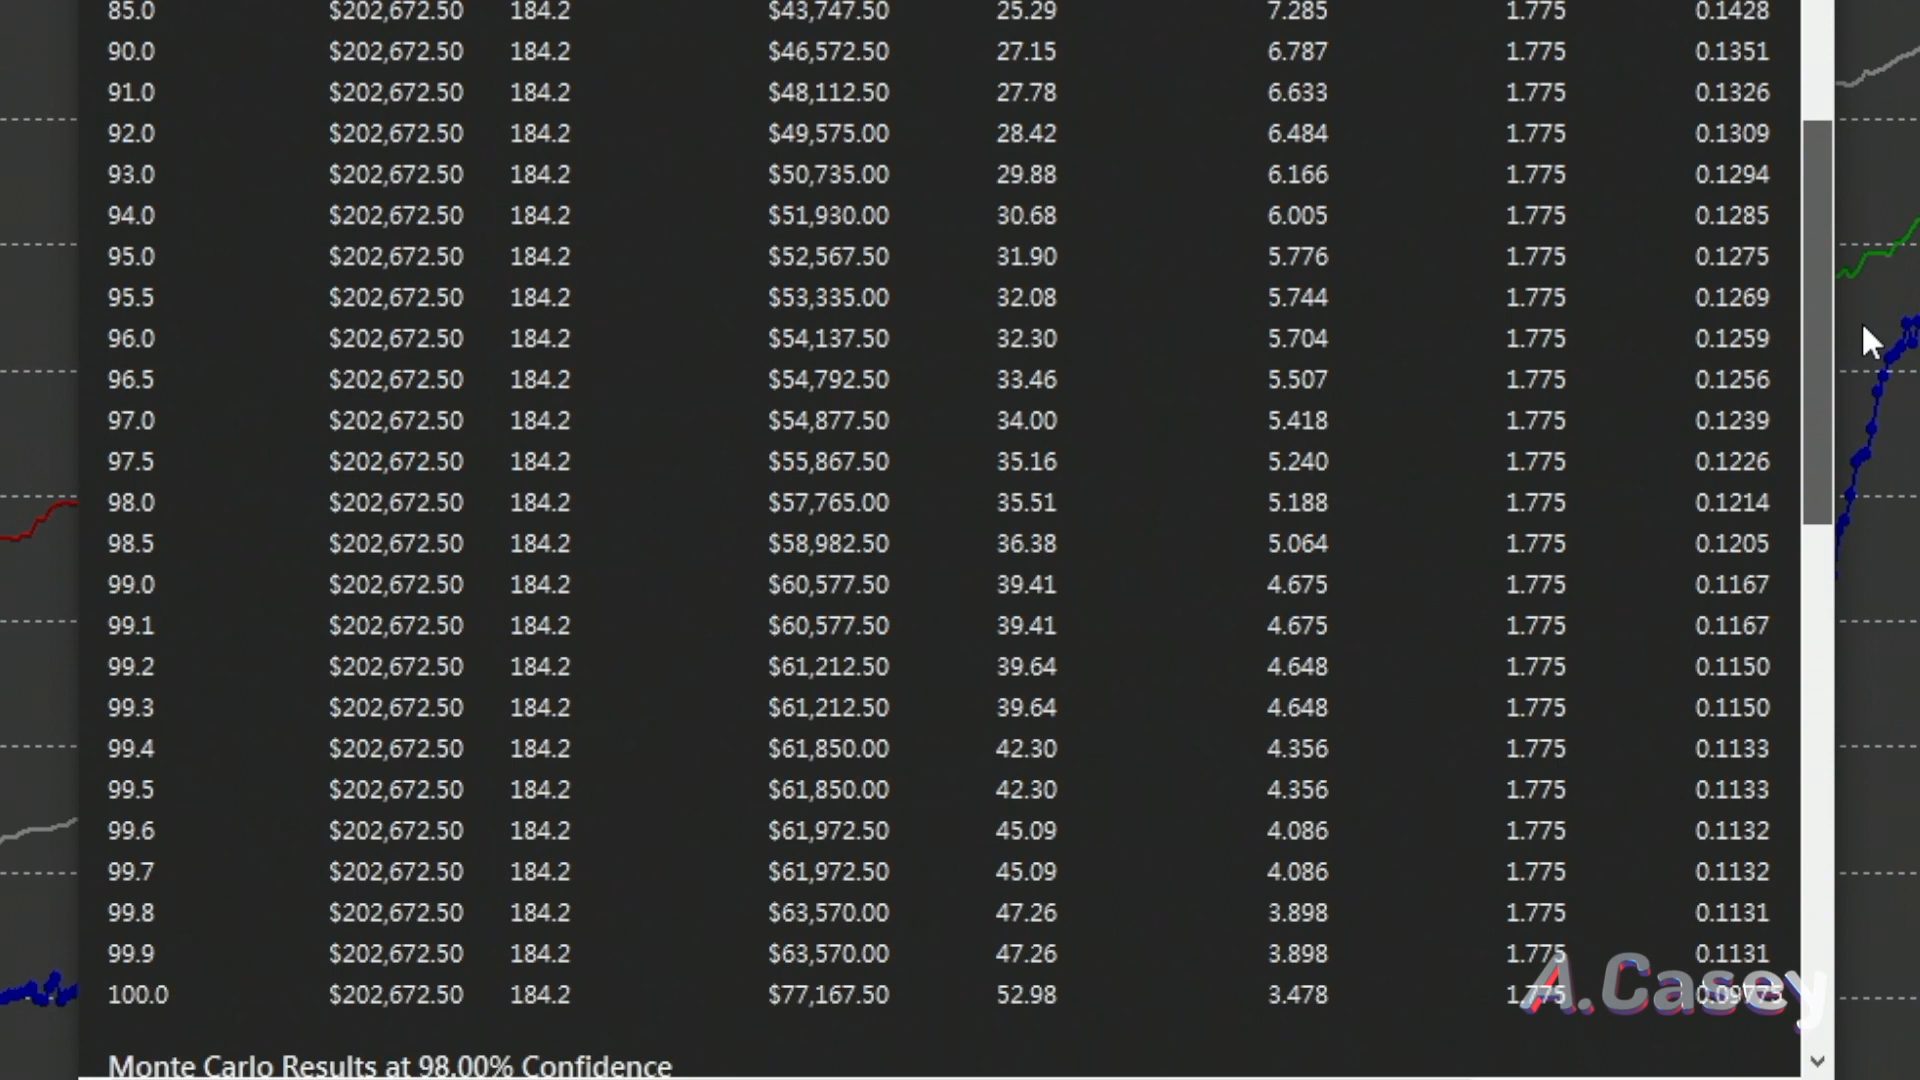 85.0 $202,672.50 184.2 $43,747.50 25.29 7.285 1.775 0.1428
90.0 $202,672.50 184.2 $46,572.50 27.15 6.787 1.775 0.1351
91.0 $202,672.50 184.2 $48,112.50 27.78 6.633 1.775 0.1326
92.0 $202,672.50 184.2 $49,575.00 28.42 6.484 1.775 0.1309
93.0 $202,672.50 184.2 $50,735.00 29.88 6.166 1.775 0.1294
94.0 $202,672.50 184.2 $51,930.00 30.68 6.005 1.775 0.1285
95.0 $202,672.50 184.2 $52,567.50 31.90 5.776 1.775 0.1275
95.5 $202,672.50 184.2 $53,335.00 32.08 5.744 1.775 0.1269
96.0 $202,672.50 184.2 $54,137.50 32.30 5.704 1.775 0.1259
96.5 $202,672.50 184.2 $54,792.50 33.46 5.507 1.775 0.1256
97.0 $202,672.50 184.2 $54,877.50 34.00 5.418 1.775 0.1239
97.5 $202,672.50 184.2 $55,867.50 35.16 5.240 1.775 0.1226
98.0 $202,672.50 184.2 $57,765.00 35.51 5.188 1.775 0.1214
98.5 $202,672.50 184.2 $58,982.50 36.38 5.064 1.775 0.1205
99.0 $202,672.50 184.2 $60,577.50 39.41 4.675 1.775 0.1167
99.1 $202,672.50 184.2 $60,577.50 39.41 4.675 1.775 0.1167
99.2 $202,672.50 184.2 $61,212.50 39.64 4.648 1.775 0.1150
99.3 $202,672.50 184.2 $61,212.50 39.64 4.648 1.775 0.1150
99.4 $202,672.50 184.2 $61,850.00 42.30 4.356 1.775 0.1133
99.5 $202,672.50 184.2 $61,850.00 42.30 4.356 1.775 0.1133
99.6 $202,672.50 184.2 $61,972.50 45.09 4.086 1.775 0.1132
99.7 $202,672.50 184.2 $61,972.50 45.09 4.086 1.775 0.1132
99.8 $202,672.50 184.2 $63,570.00 47.26 3.898 1.775 0.1131
99.9 $202,672.50 184.2 $63,570.00 47.26 3.898 1.775 0.1131
100.0 $202,672.50 184.2 $77,167.50 52.98 3.478 1.775 0.09775
A.Casey
Monte Carlo Results at 98.00% Confidence